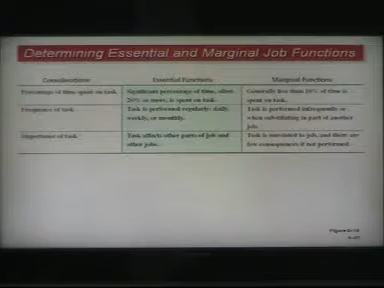 Determining Essential and Marginal Job Functions
Considerations Essential Functions Marginal Functions
Percentage of time spent on task Significant percentage of time, often Generally less than 10% of time is
20% or more, is spent on task. spent on task.
Frequency of task Task is performed regularly: daily, Task is performed infrequently or
weekly, or monthly. when substituting in part of another
job.
Importance of task Task affects other parts of job and Task is unrelated to job, and there are
other jobs. few consequences if not performed.